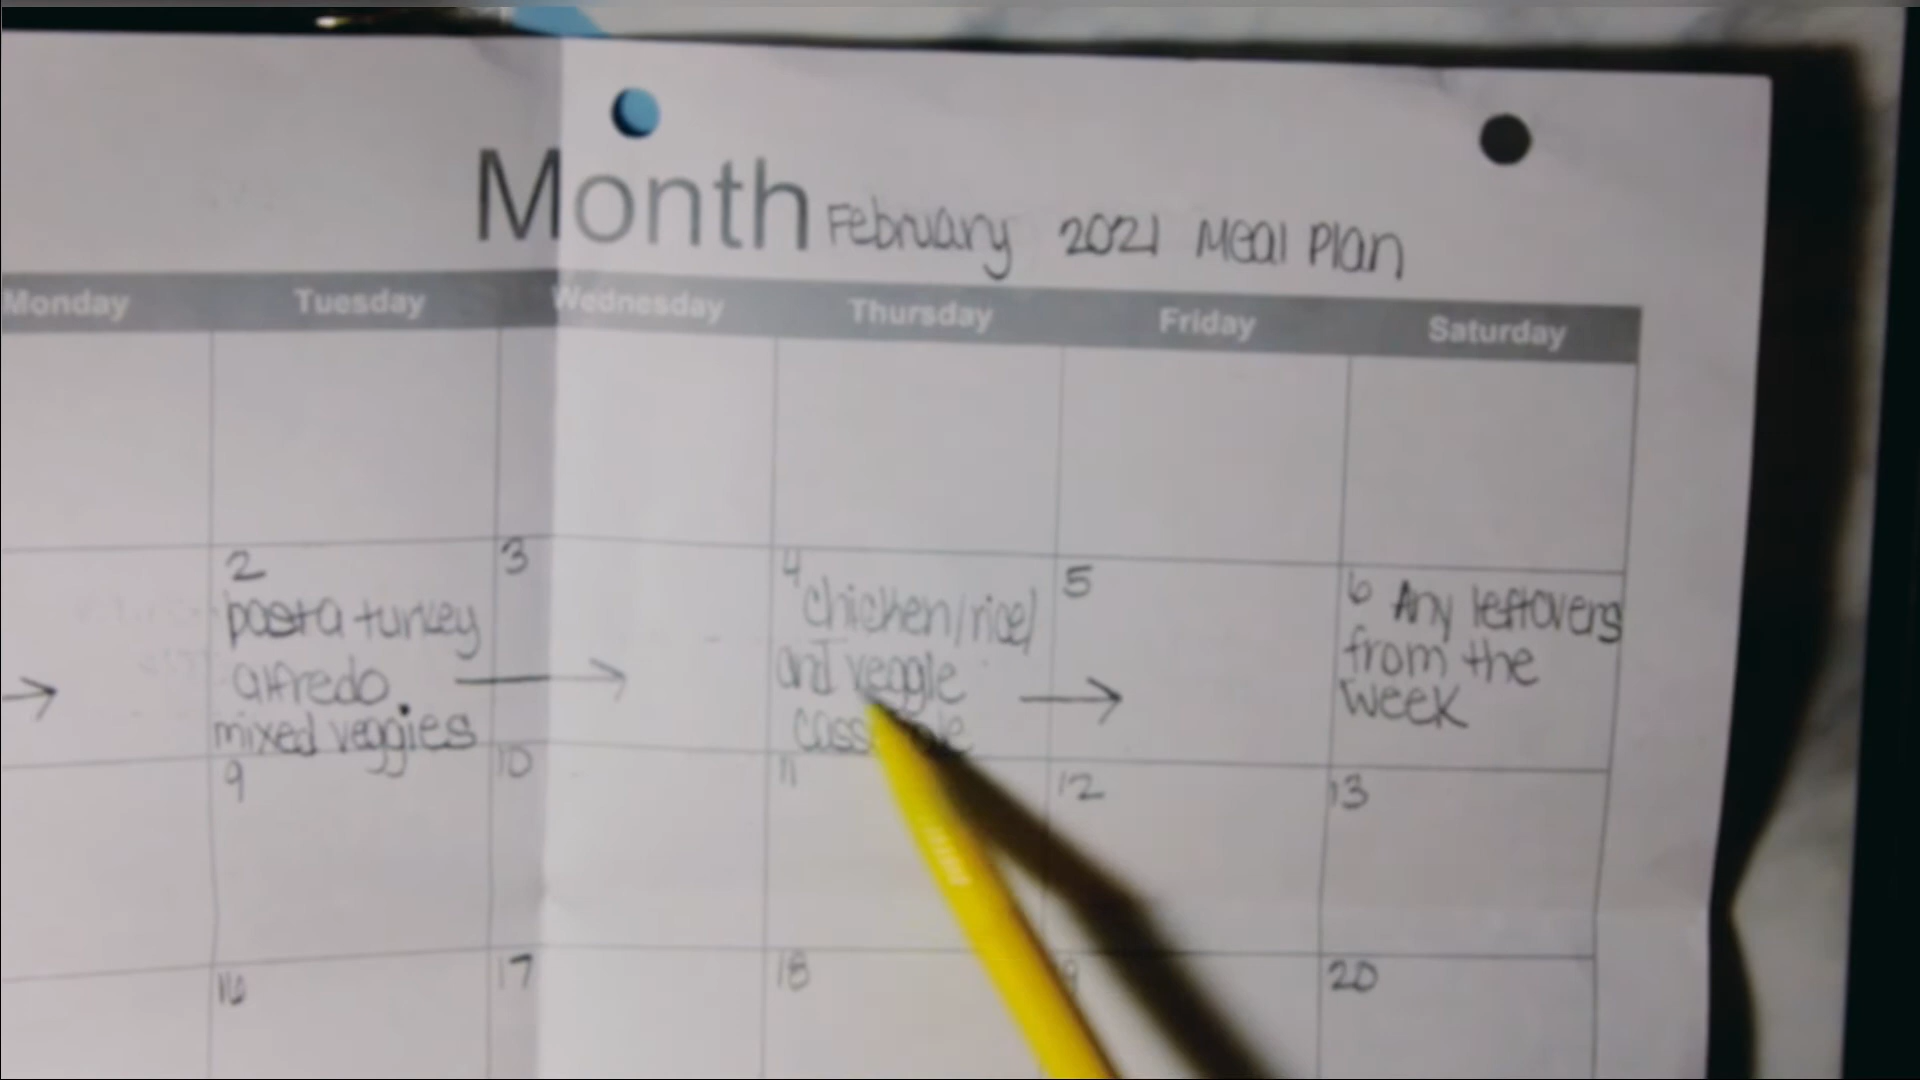 Month February 2021 Meal Plan
Monday Tuesday Wednesday Thursday Friday Saturday
2
pasta turkey
alfredo
mixed veggies
3
4
chicken/rice/
and veggie
5
6 Any leftovers
from the
week
9
10
11
12
13
16
17
18
20